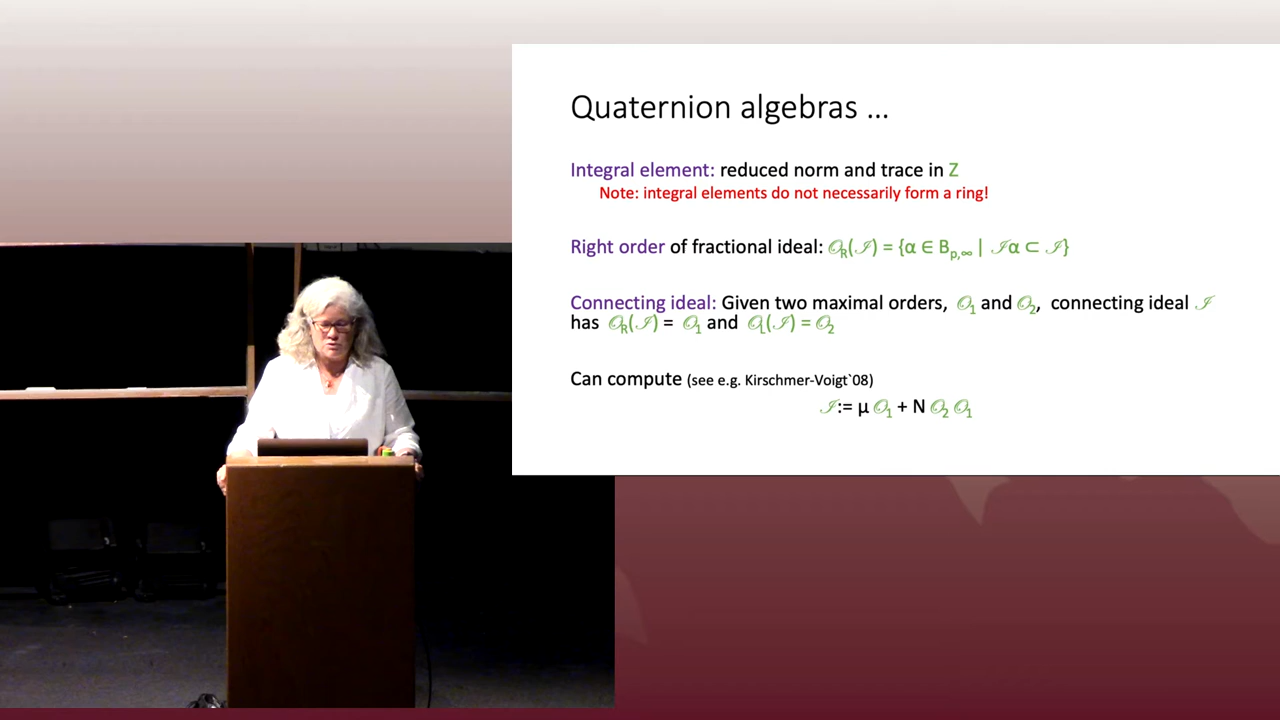 Quaternion algebras ...
Integral element: reduced norm and trace in Z
Note: integral elements do not necessarily form a ring!
Right order of fractional ideal: 𝒪R(ℐ) = {α ∈ Bp,∞ | ℐα ⊂ ℐ}
Connecting ideal: Given two maximal orders, 𝒪1 and 𝒪2, connecting ideal ℐ
has 𝒪R(ℐ) = 𝒪1 and 𝒪L(ℐ) = 𝒪2
Can compute (see e.g. Kirschmer-Voigt`08)
ℐ:= μ 𝒪1 + N 𝒪2 𝒪1